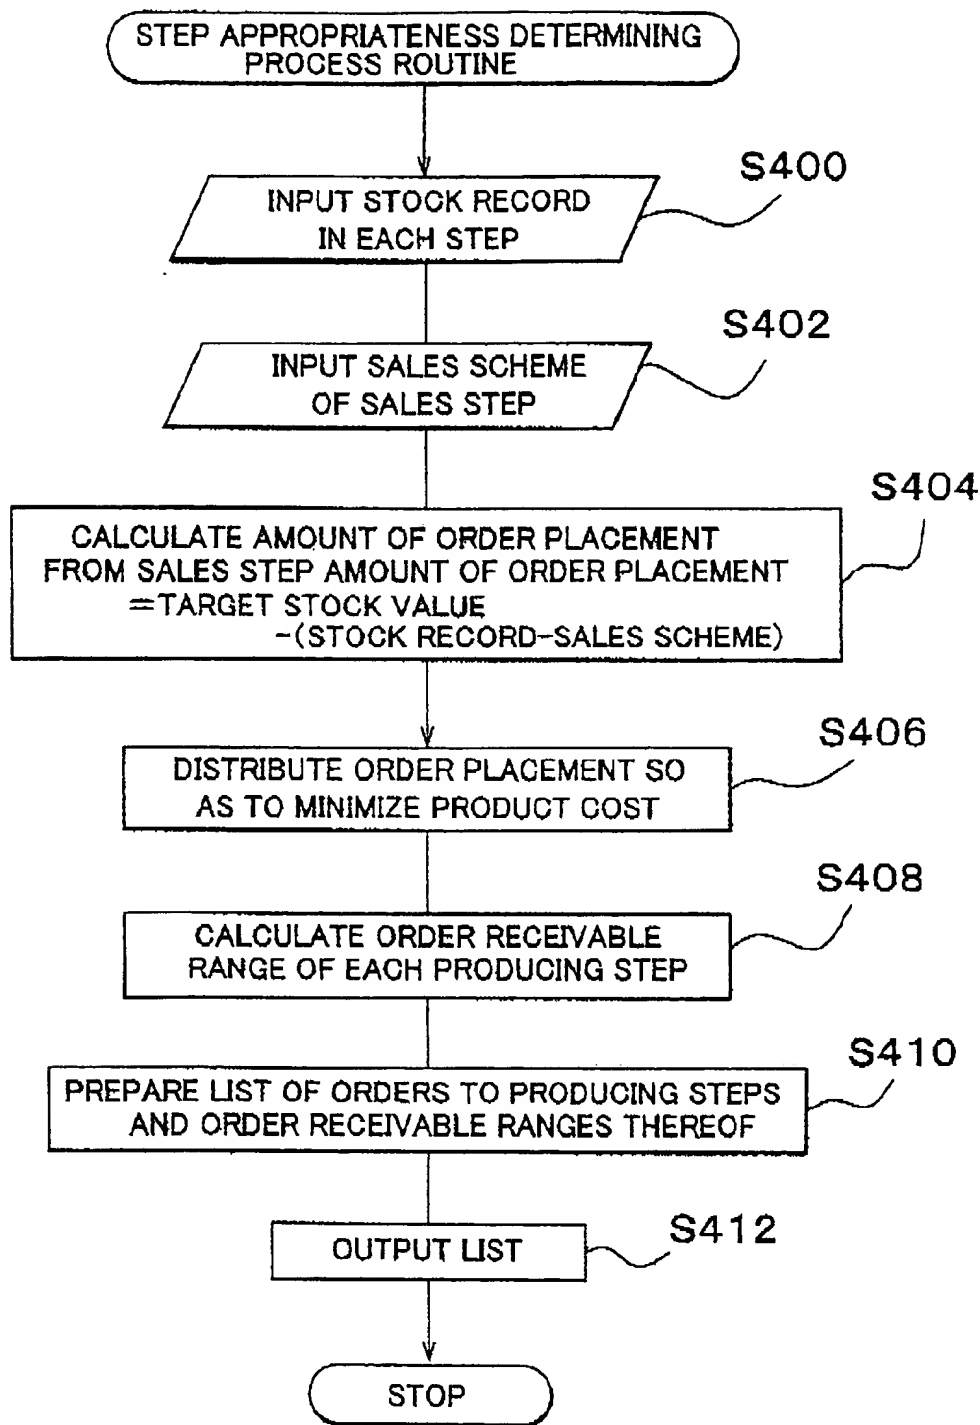 STEP APPROPRIATENESS DETERMINING
PROCESS ROUTINE
S400
INPUT STOCK RECORD
IN EACH STEP
S402
INPUT SALES SCHEME
OF SALES STEP
S404
CALCULATE AMOUNT OF ORDER PLACEMENT
FROM SALES STEP AMOUNT OF ORDER PLACEMENT
=TARGET STOCK VALUE
-(STOCK RECORD-SALES SCHEME)
S406
DISTRIBUTE ORDER PLACEMENT SO
AS TO MINIMIZE PRODUCT COST
S408
CALCULATE ORDER RECEIVABLE
RANGE OF EACH PRODUCING STEP
S410
PREPARE LIST OF ORDERS TO PRODUCING STEPS
AND ORDER RECEIVABLE RANGES THEREOF
S412
OUTPUT LIST
STOP